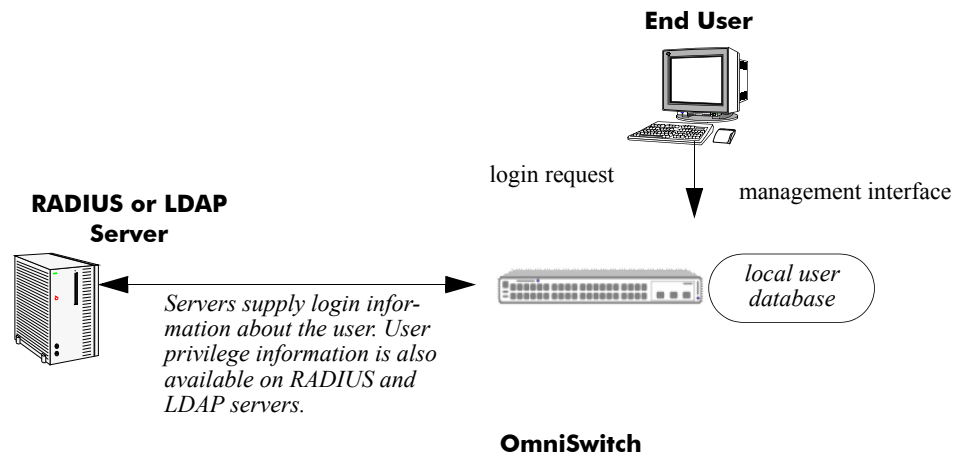 End User
login request
management interface
RADIUS or LDAP
Server
local user
database
Servers supply login infor-
mation about the user. User
privilege information is also
available on RADIUS and
LDAP servers.
OmniSwitch